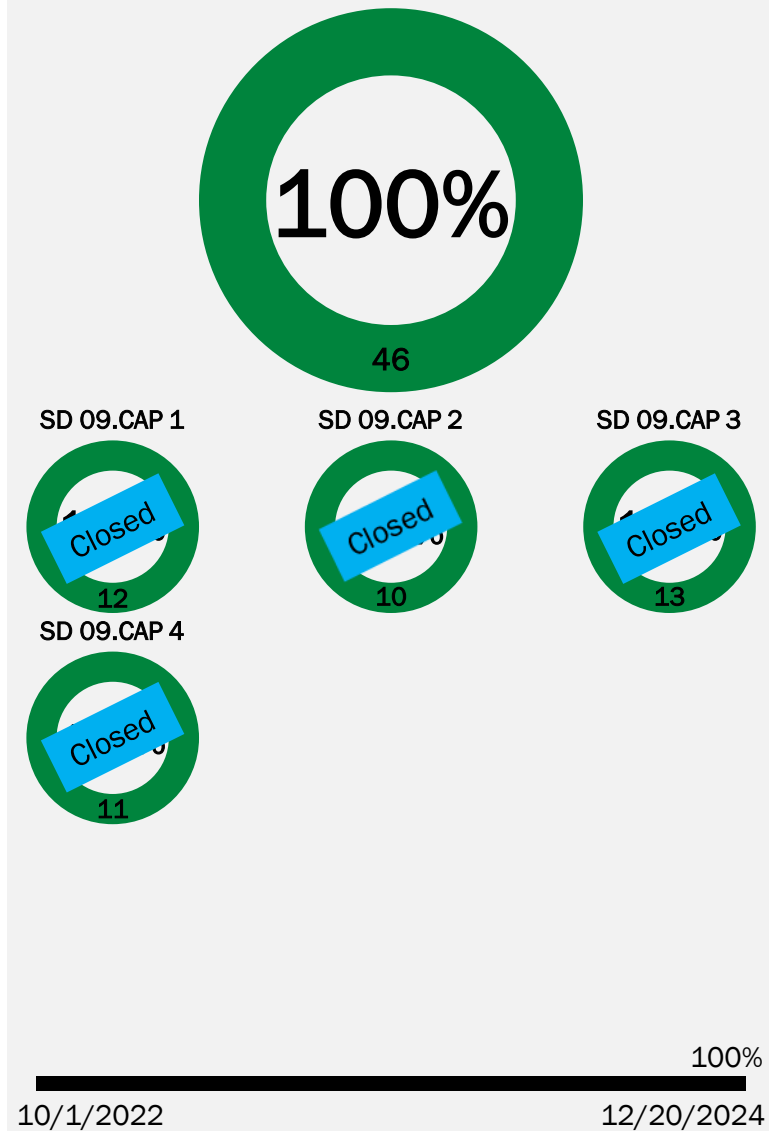 100%
46
SD 09.CAP 1
SD 09.CAP 2
SD 09.CAP 3
Closed
Closed
Closed
12
10
13
SD 09.CAP 4
Closed
11
100%
10/1/2022
12/20/2024